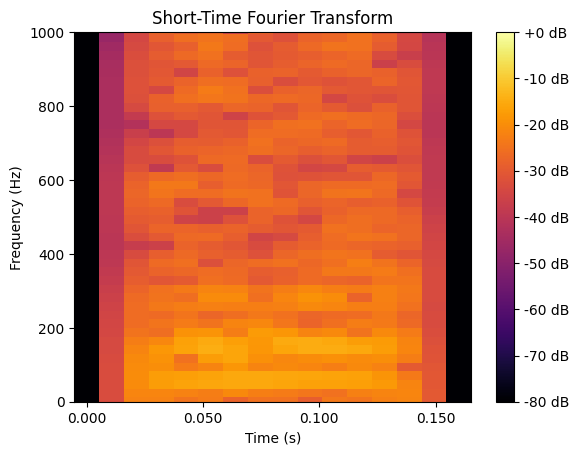 Short-Time Fourier Transform
1000
800
600
400
200
0
Frequency (Hz)
0.000
0.050
0.100
0.150
Time (s)
+0 dB
-10 dB
-20 dB
-30 dB
-40 dB
-50 dB
-60 dB
-70 dB
-80 dB